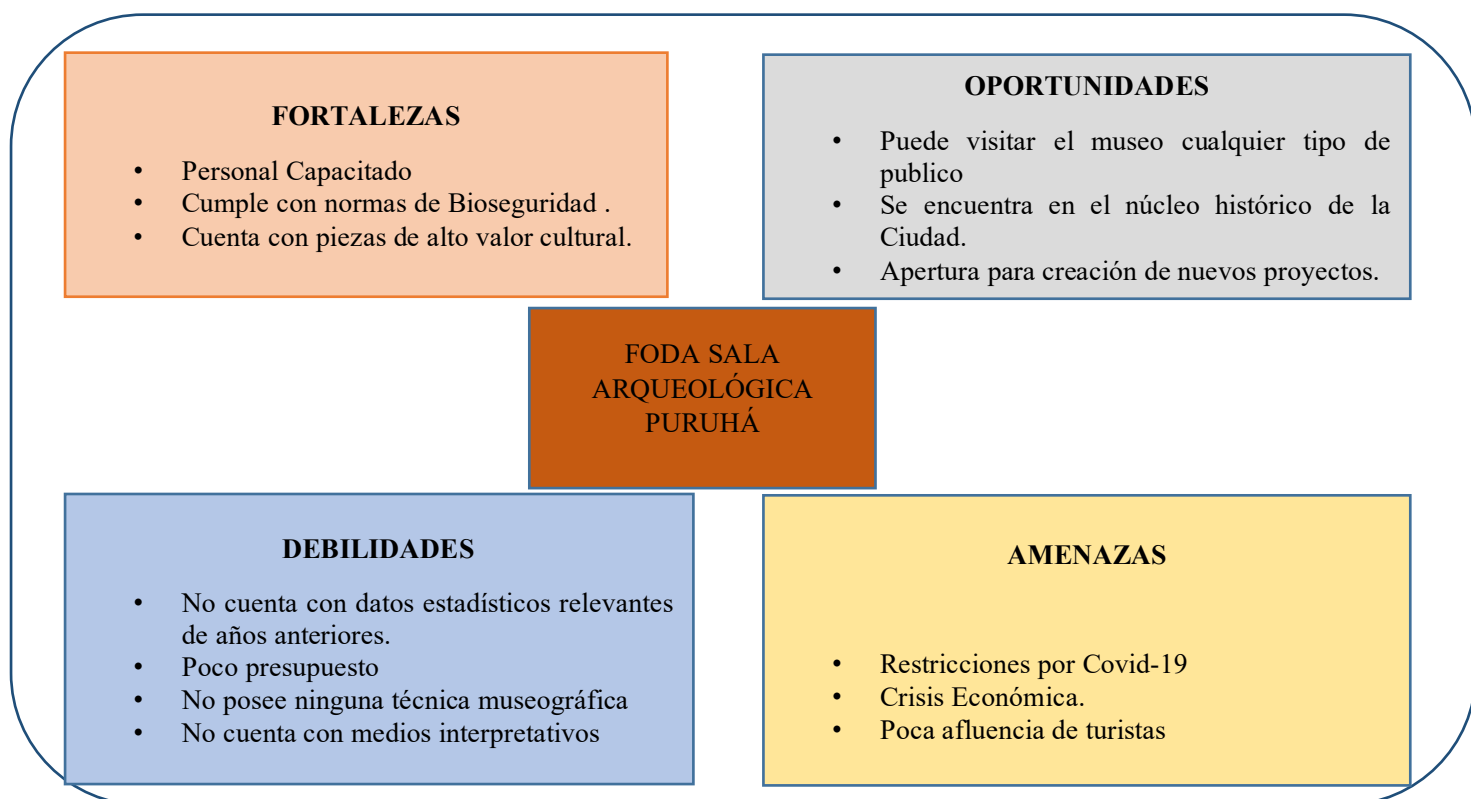 FORTALEZAS
• Personal Capacitado
• Cumple con normas de Bioseguridad .
• Cuenta con piezas de alto valor cultural.
OPORTUNIDADES
• Puede visitar el museo cualquier tipo de
publico
• Se encuentra en el núcleo histórico de la
Ciudad.
• Apertura para creación de nuevos proyectos.
FODA SALA
ARQUEOLÓGICA
PURUHÁ
DEBILIDADES
• No cuenta con datos estadísticos relevantes
de años anteriores.
• Poco presupuesto
• No posee ninguna técnica museográfica
• No cuenta con medios interpretativos
AMENAZAS
• Restricciones por Covid-19
• Crisis Económica.
• Poca afluencia de turistas